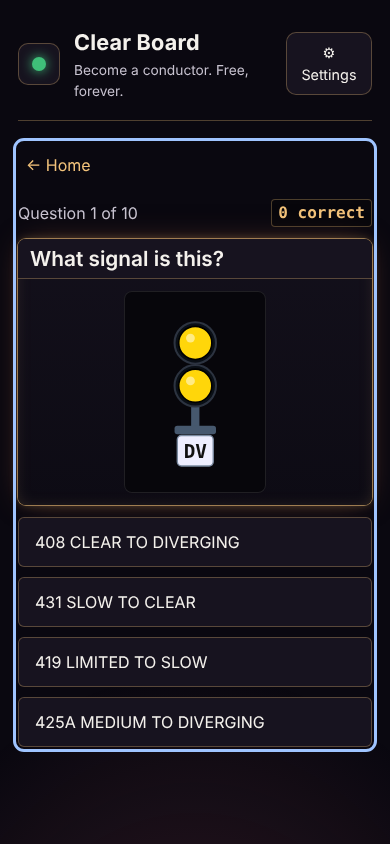 Clear Board
Become a conductor. Free,
forever.
⚙
Settings
← Home
Question 1 of 10
0 correct
What signal is this?
DV
408 CLEAR TO DIVERGING
431 SLOW TO CLEAR
419 LIMITED TO SLOW
425A MEDIUM TO DIVERGING